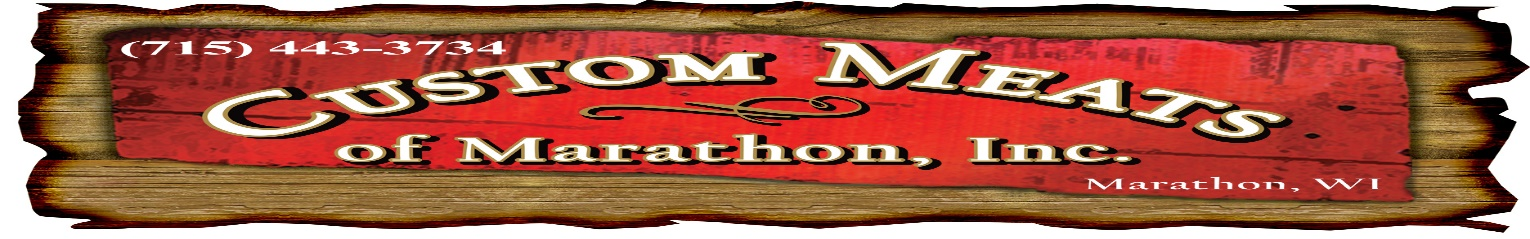 (715) 443-3734
Custom Meats
of Marathon, Inc.
Marathon, WI